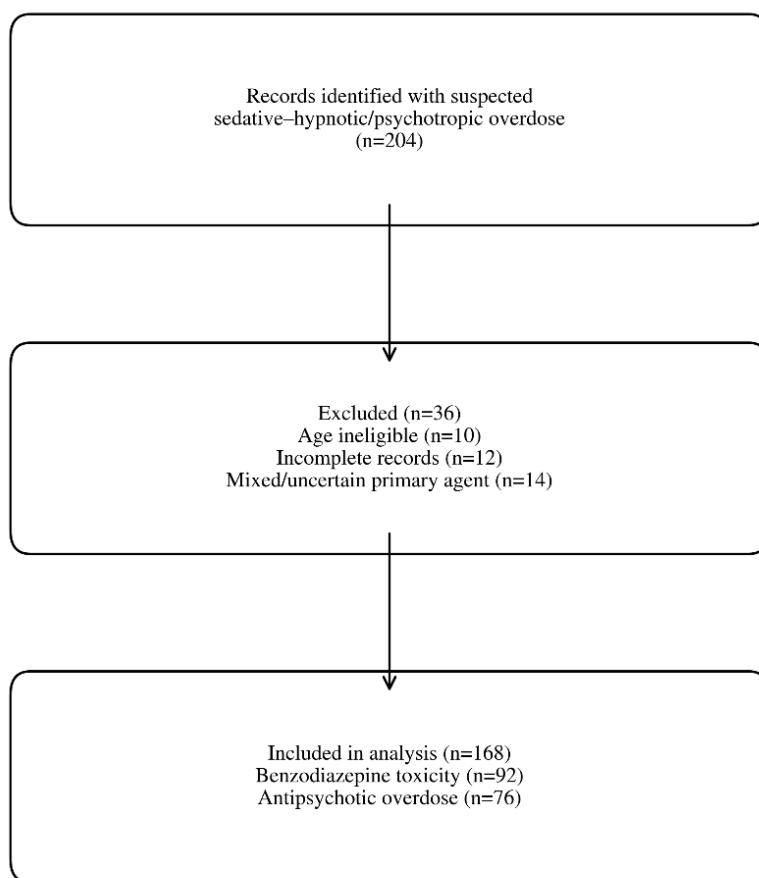 Records identified with suspected
sedative–hypnotic/psychotropic overdose
(n=204)
Excluded (n=36)
Age ineligible (n=10)
Incomplete records (n=12)
Mixed/uncertain primary agent (n=14)
Included in analysis (n=168)
Benzodiazepine toxicity (n=92)
Antipsychotic overdose (n=76)